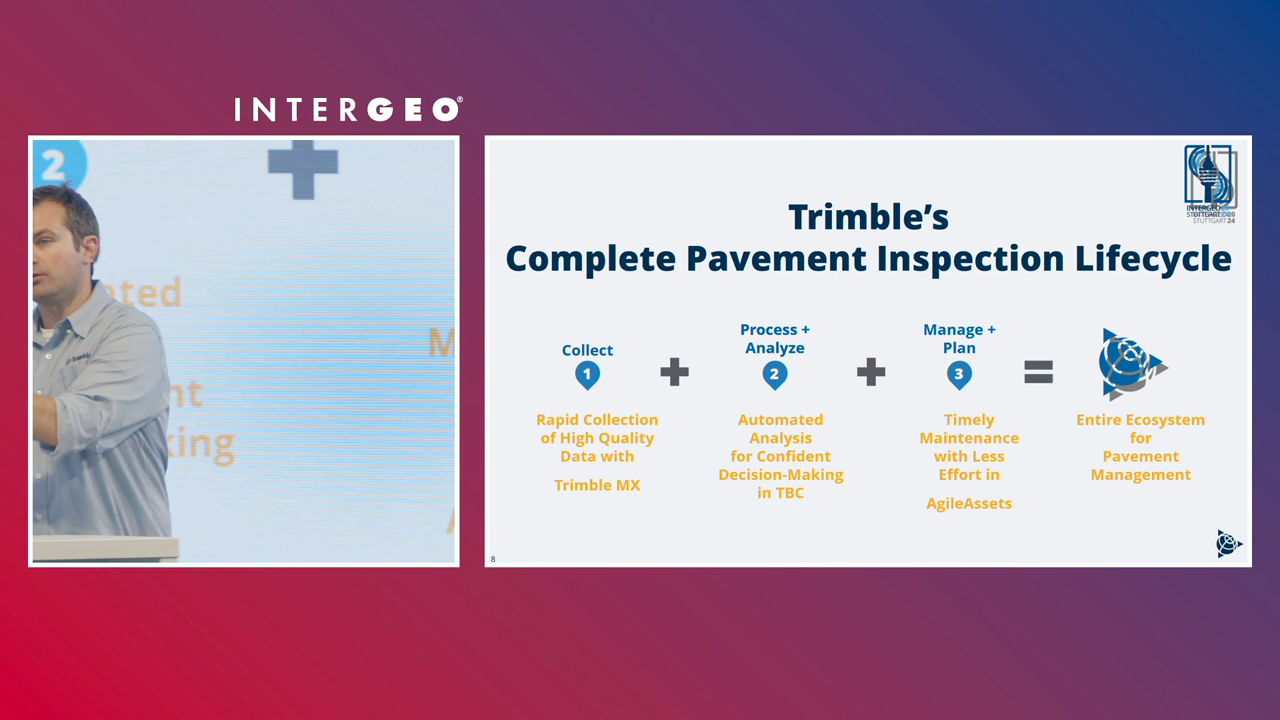 INTERGEO®
2
Trimble's
Complete Pavement Inspection Lifecycle
Collect
1
Rapid Collection
of High Quality
Data with
Trimble MX
Process +
Analyze
2
Automated
Analysis
for Confident
Decision-Making
in TBC
Manage +
Plan
3
Timely
Maintenance
with Less
Effort in
AgileAssets
Entire Ecosystem
for
Pavement
Management
8